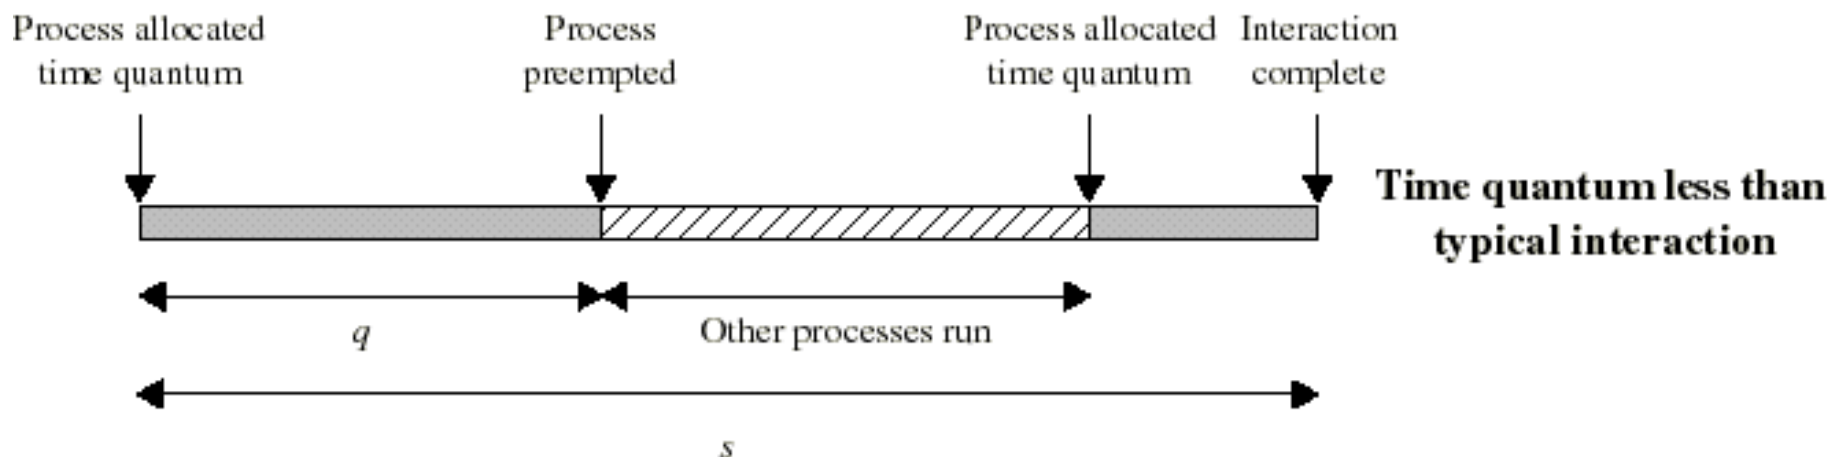 Process allocated
time quantum
Process
preempted
Process allocated
time quantum
Interaction
complete
Time quantum less than
typical interaction
q
Other processes run
s